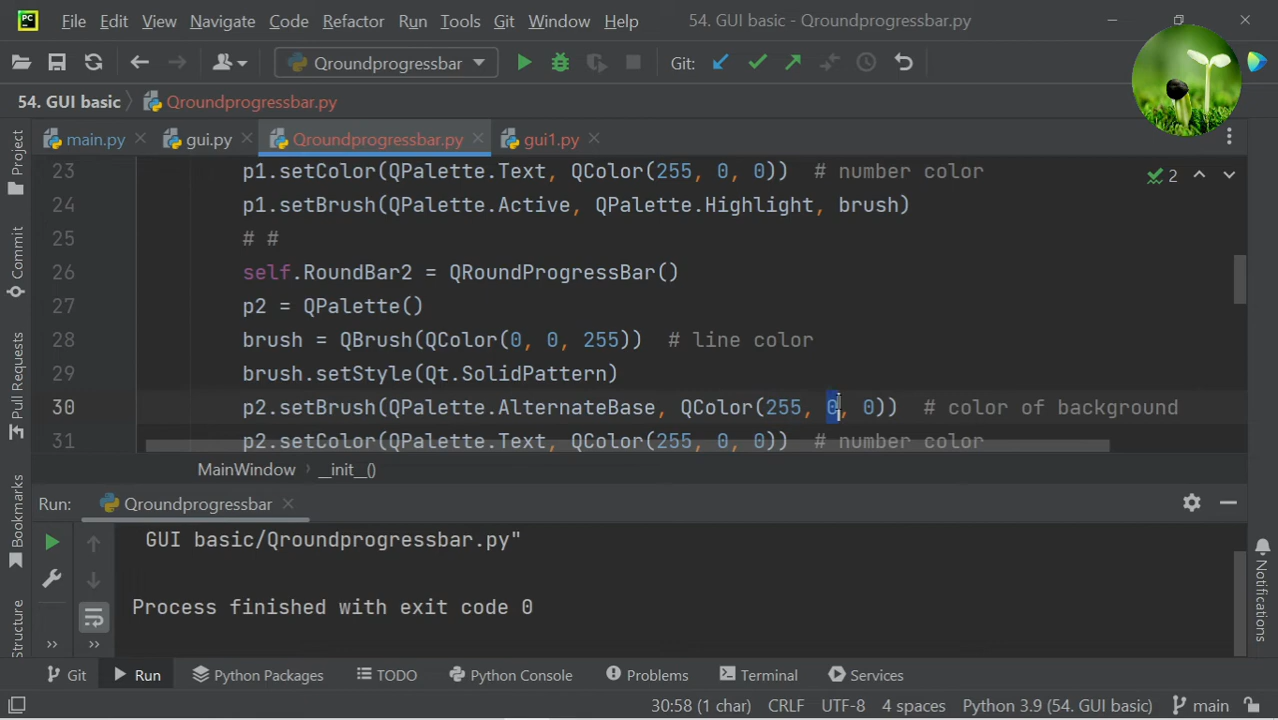 PC File Edit View Navigate Code Refactor Run Tools Git Window Help 54. GUI basic - Qroundprogressbar.py
Qroundprogressbar Git:
54. GUI basic Qroundprogressbar.py
main.py gui.py Qroundprogressbar.py gui1.py
23 p1.setColor(QPalette.Text, QColor(255, 0, 0)) # number color 2
24 p1.setBrush(QPalette.Active, QPalette.Highlight, brush)
25 # #
26 self.RoundBar2 = QRoundProgressBar()
27 p2 = QPalette()
28 brush = QBrush(QColor(0, 0, 255)) # line color
29 brush.setStyle(Qt.SolidPattern)
30 p2.setBrush(QPalette.AlternateBase, QColor(255, 0, 0)) # color of background
31 p2.setColor(QPalette.Text, QColor(255, 0, 0)) # number color
MainWindow __init__()
Run: Qroundprogressbar
GUI basic/Qroundprogressbar.py"
Process finished with exit code 0
Project
Commit
Pull Requests
Bookmarks
Structure
Notifications
Git Run Python Packages TODO Python Console Problems Terminal Services
30:58 (1 char) CRLF UTF-8 4 spaces Python 3.9 (54. GUI basic) main